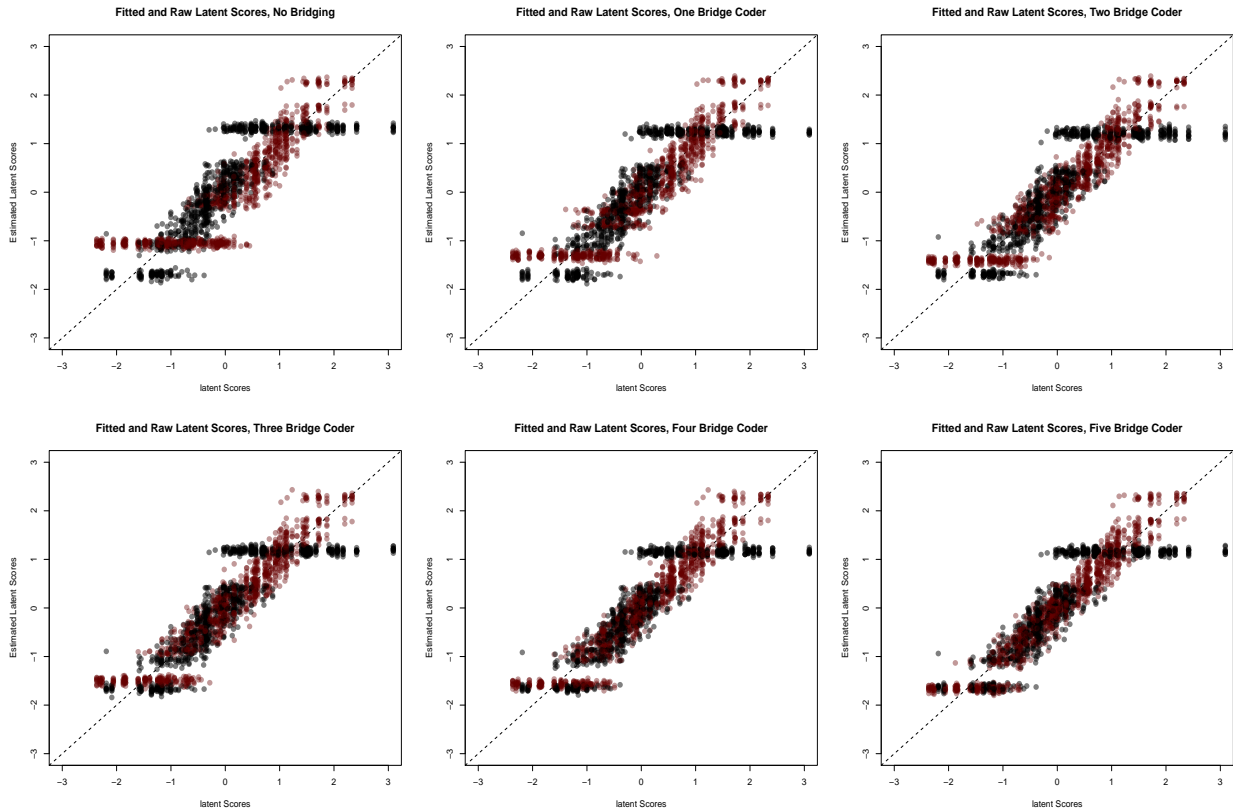 Fitted and Raw Latent Scores, No Bridging
3
2
1
0
−1
−2
−3
Estimated Latent Scores
−3 −2 −1 0 1 2 3
latent Scores
Fitted and Raw Latent Scores, One Bridge Coder
3
2
1
0
−1
−2
−3
Estimated Latent Scores
−3 −2 −1 0 1 2 3
latent Scores
Fitted and Raw Latent Scores, Two Bridge Coder
3
2
1
0
−1
−2
−3
Estimated Latent Scores
−3 −2 −1 0 1 2 3
latent Scores
Fitted and Raw Latent Scores, Three Bridge Coder
3
2
1
0
−1
−2
−3
Estimated Latent Scores
−3 −2 −1 0 1 2 3
latent Scores
Fitted and Raw Latent Scores, Four Bridge Coder
3
2
1
0
−1
−2
−3
Estimated Latent Scores
−3 −2 −1 0 1 2 3
latent Scores
Fitted and Raw Latent Scores, Five Bridge Coder
3
2
1
0
−1
−2
−3
Estimated Latent Scores
−3 −2 −1 0 1 2 3
latent Scores